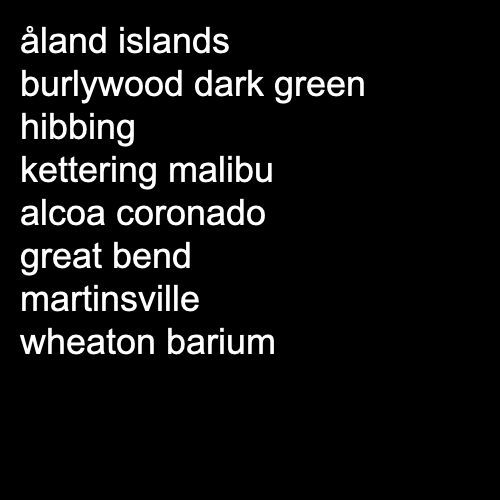 åland islands
burlywood dark green
hibbing
kettering malibu
alcoa coronado
great bend
martinsville
wheaton barium